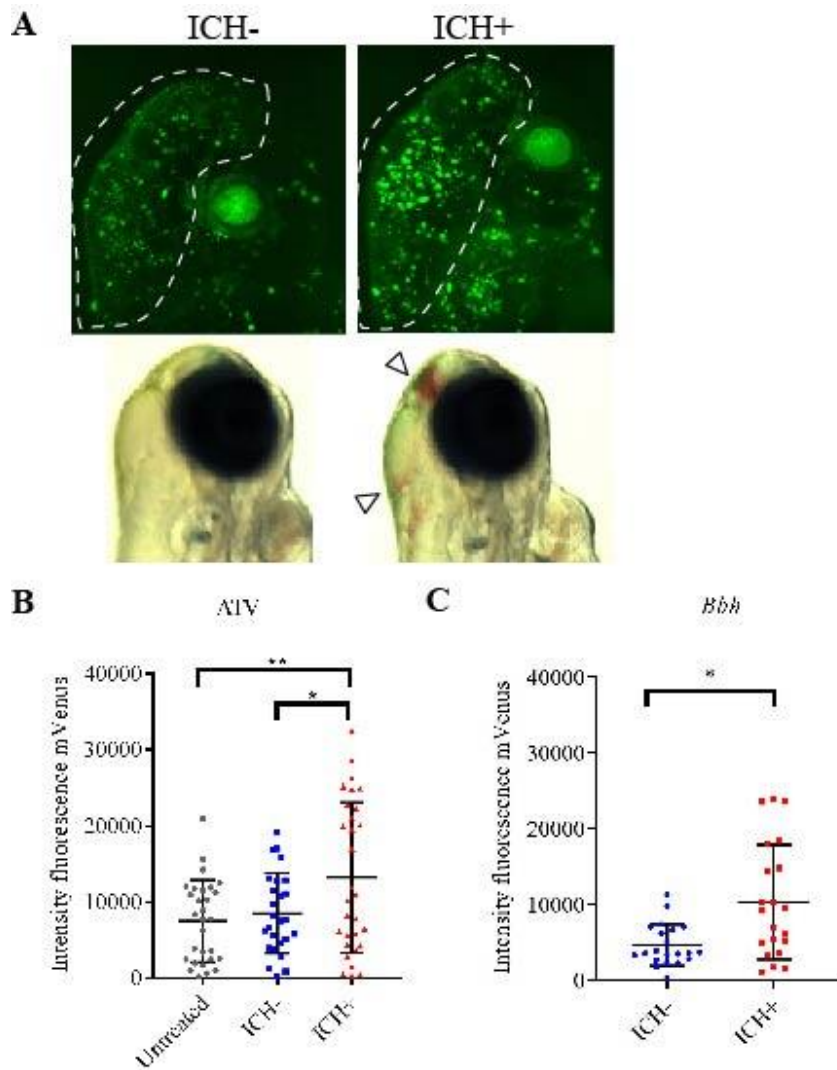 A
ICH- ICH+
B ATV
**
*
Intensity fluorescence mVenus
40000
30000
20000
10000
0
Untreated ICH- ICH-
C Bbh
*
Intensity fluorescence mVenus
40000
30000
20000
10000
0
ICH- ICH+